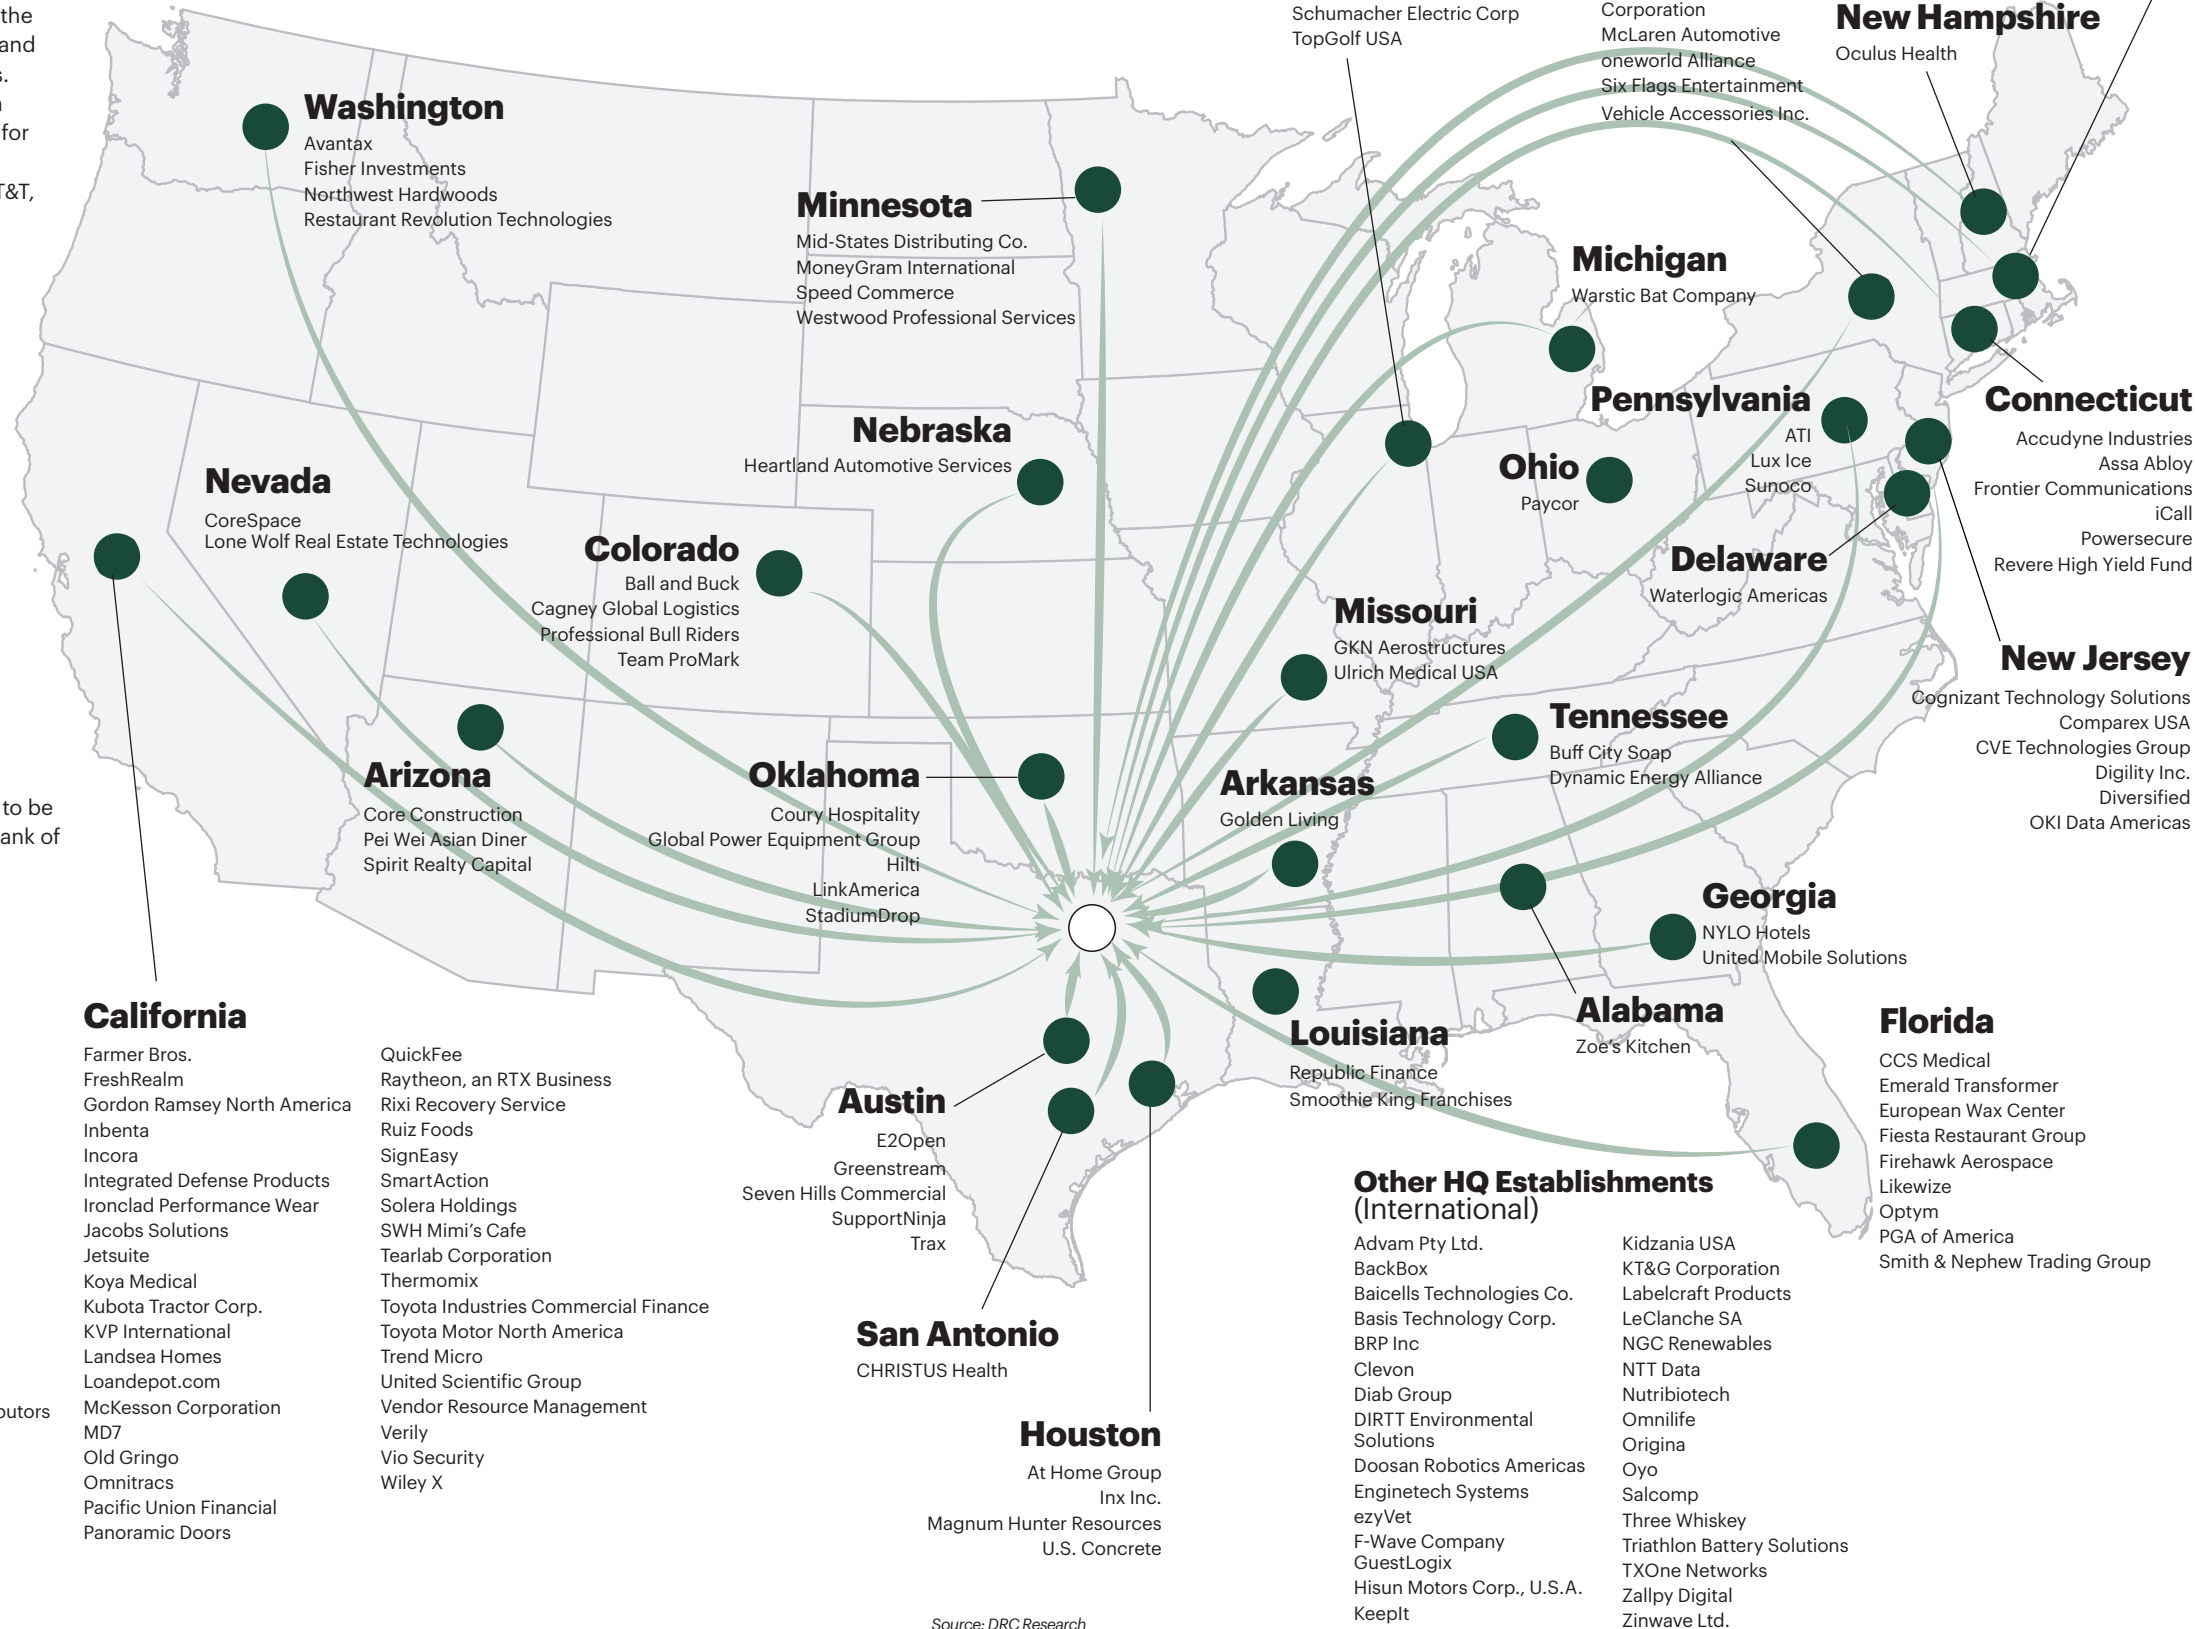 the
and
s.
for
T&T,
to be
ank of
butors
Schumacher Electric Corp
TopGolf USA
Corporation
McLaren Automotive
oneworld Alliance
Six Flags Entertainment
Vehicle Accessories Inc.
New Hampshire
Oculus Health
Washington
Avantax
Fisher Investments
Northwest Hardwoods
Restaurant Revolution Technologies
Minnesota
Mid-States Distributing Co.
MoneyGram International
Speed Commerce
Westwood Professional Services
Michigan
Warstic Bat Company
Nebraska
Heartland Automotive Services
Pennsylvania
ATI
Lux Ice
Sunoco
Connecticut
Accudyne Industries
Assa Abloy
Frontier Communications
iCall
Powersecure
Revere High Yield Fund
Nevada
CoreSpace
Lone Wolf Real Estate Technologies
Ohio
Paycor
Colorado
Ball and Buck
Cagney Global Logistics
Professional Bull Riders
Team ProMark
Delaware
Waterlogic Americas
Missouri
GKN Aerostructures
Ulrich Medical USA
New Jersey
Cognizant Technology Solutions
Comparex USA
CVE Technologies Group
Digility Inc.
Diversified
OKI Data Americas
Tennessee
Buff City Soap
Dynamic Energy Alliance
Arizona
Core Construction
Pei Wei Asian Diner
Spirit Realty Capital
Oklahoma
Coury Hospitality
Global Power Equipment Group
Hilti
LinkAmerica
StadiumDrop
Arkansas
Golden Living
Georgia
NYLO Hotels
United Mobile Solutions
Alabama
Zoe's Kitchen
Louisiana
Republic Finance
Smoothie King Franchises
Florida
CCS Medical
Emerald Transformer
European Wax Center
Fiesta Restaurant Group
Firehawk Aerospace
Likewize
Optym
PGA of America
Smith & Nephew Trading Group
California
Farmer Bros.
FreshRealm
Gordon Ramsey North America
Inbenta
Incora
Integrated Defense Products
Ironclad Performance Wear
Jacobs Solutions
Jetsuite
Koya Medical
Kubota Tractor Corp.
KVP International
Landsea Homes
Loandepot.com
McKesson Corporation
MD7
Old Gringo
Omnitracs
Pacific Union Financial
Panoramic Doors
QuickFee
Raytheon, an RTX Business
Rixi Recovery Service
Ruiz Foods
SignEasy
SmartAction
Solera Holdings
SWH Mimi's Cafe
Tearlab Corporation
Thermomix
Toyota Industries Commercial Finance
Toyota Motor North America
Trend Micro
United Scientific Group
Vendor Resource Management
Verily
Vio Security
Wiley X
Austin
E2Open
Greenstream
Seven Hills Commercial
SupportNinja
Trax
San Antonio
CHRISTUS Health
Houston
At Home Group
Inx Inc.
Magnum Hunter Resources
U.S. Concrete
Other HQ Establishments
(International)
Advam Pty Ltd.
BackBox
Baicells Technologies Co.
Basis Technology Corp.
BRP Inc
Clevon
Diab Group
DIRTT Environmental
Solutions
Doosan Robotics Americas
Enginetech Systems
ezyVet
F-Wave Company
GuestLogix
Hisun Motors Corp., U.S.A.
KeepIt
Kidzania USA
KT&G Corporation
Labelcraft Products
LeClanche SA
NGC Renewables
NTT Data
Nutribiotech
Omnilife
Origina
Oyo
Salcomp
Three Whiskey
Triathlon Battery Solutions
TXOne Networks
Zallpy Digital
Zinwave Ltd.
Source: DRC Research